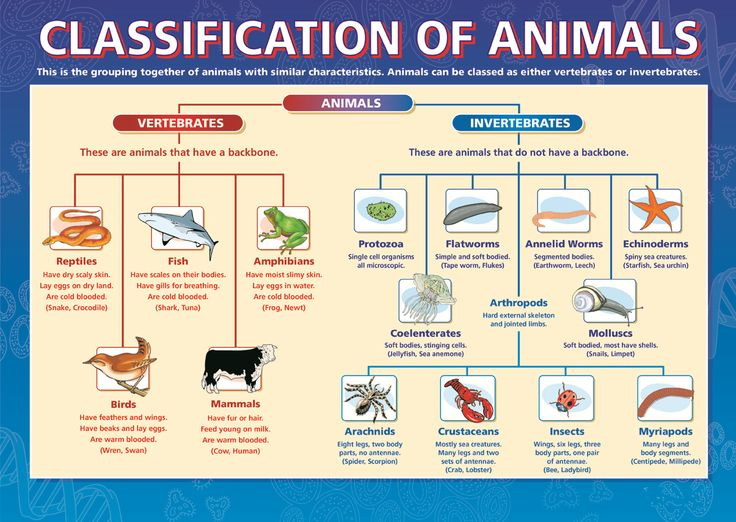 CLASSIFICATION OF ANIMALS
This is the grouping together of animals with similar characteristics. Animals can be classed as either vertebrates or invertebrates.
ANIMALS
VERTEBRATES
These are animals that have a backbone.
Reptiles
Have dry scaly skin.
Lay eggs on dry land.
Are cold blooded.
(Snake, Crocodile)
Fish
Have scales on their bodies.
Have gills for breathing.
Are cold blooded.
(Shark, Tuna)
Amphibians
Have moist slimy skin.
Lay eggs in water.
Are cold blooded.
(Frog, Newt)
Birds
Have feathers and wings.
Have beaks and lay eggs.
Are warm blooded.
(Wren, Swan)
Mammals
Have fur or hair.
Feed young on milk.
Are warm blooded.
(Cow, Human)
INVERTEBRATES
These are animals that do not have a backbone.
Protozoa
Single cell organisms
all microscopic.
Flatworms
Simple and soft bodied.
(Tape worm, Flukes)
Annelid Worms
Segmented bodies.
(Earthworm, Leech)
Echinoderms
Spiny sea creatures.
(Starfish, Sea urchin)
Coelenterates
Soft bodies, stinging cells.
(Jellyfish, Sea anemone)
Arthropods
Hard external skeleton
and jointed limbs.
Molluscs
Soft bodied, most have shells.
(Snails, Limpet)
Arachnids
Eight legs, two body
parts, no antennae.
(Spider, Scorpion)
Crustaceans
Mostly sea creatures.
Many legs and two
sets of antennae.
(Crab, Lobster)
Insects
Wings, six legs, three
body parts, one pair
of antennae.
(Bee, Ladybird)
Myriapods
Many legs and
body segments.
(Centipede, Millipede)